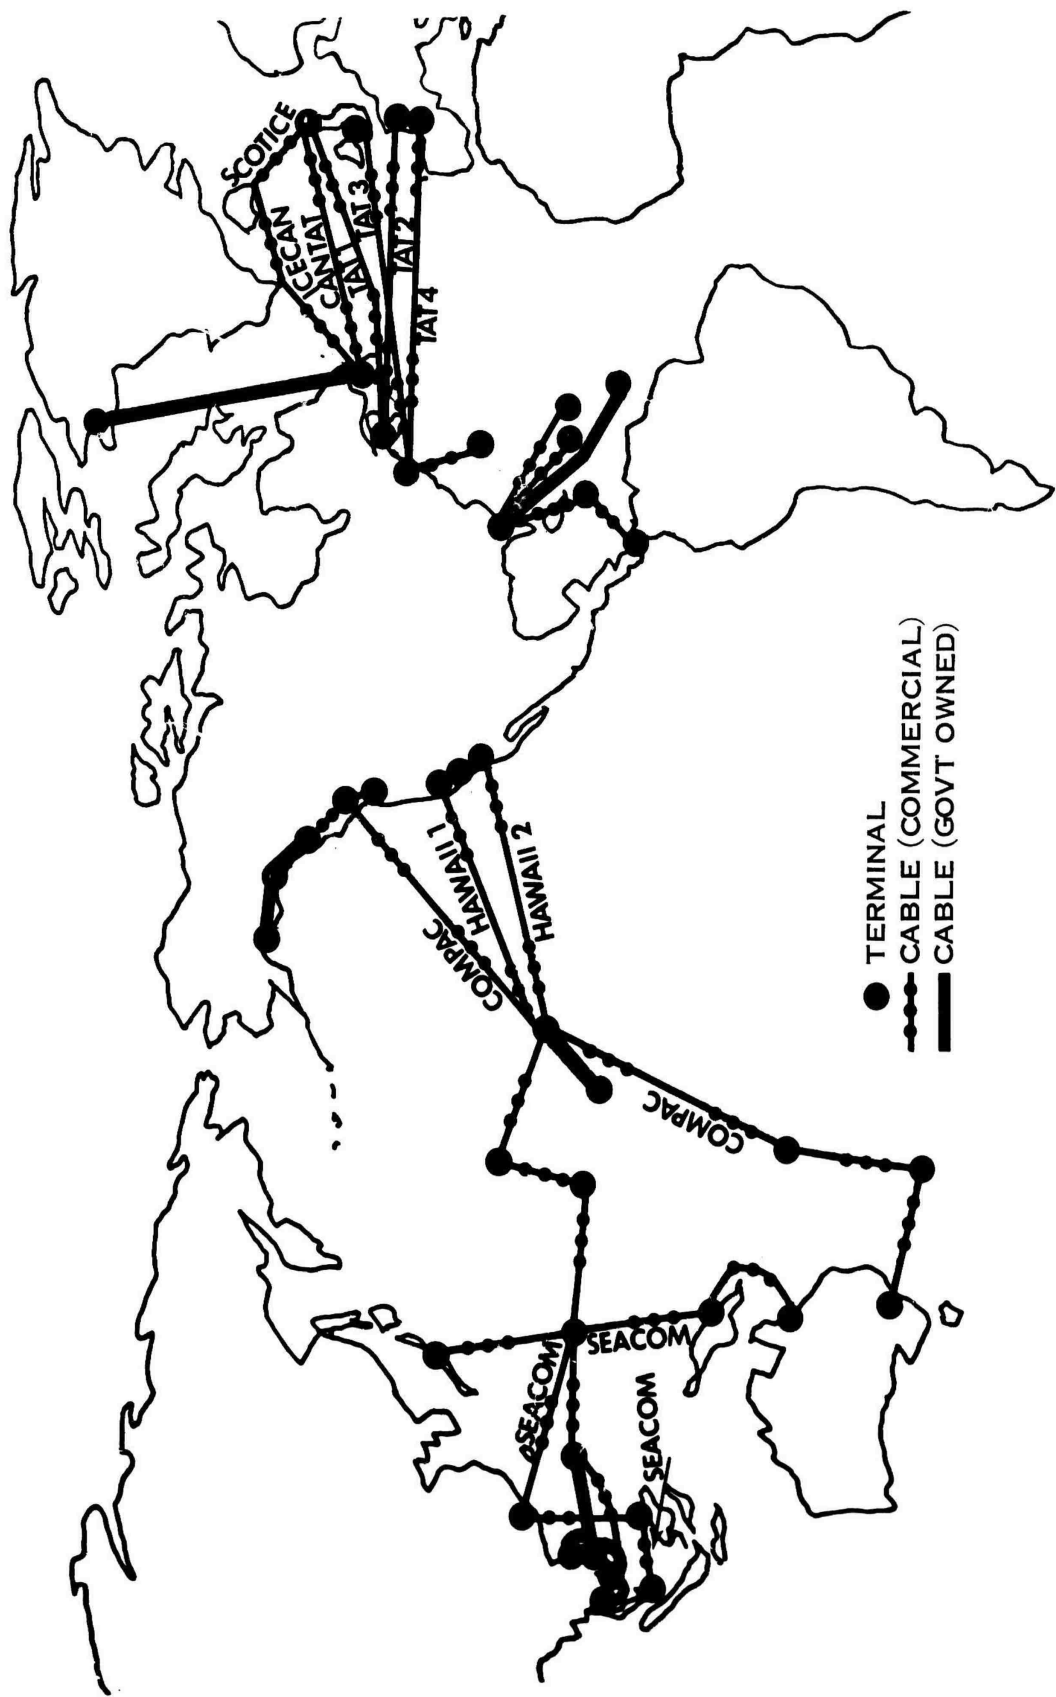 SCOTICE
ICECAN
CANTAT
TAT 1
TAT 3
TAT 2
TAT 4
COMPAC
HAWAII 1
HAWAII 2
COMPAC
SEACOM
SEACOM
SEACOM
TERMINAL
CABLE (COMMERCIAL)
CABLE (GOVT OWNED)